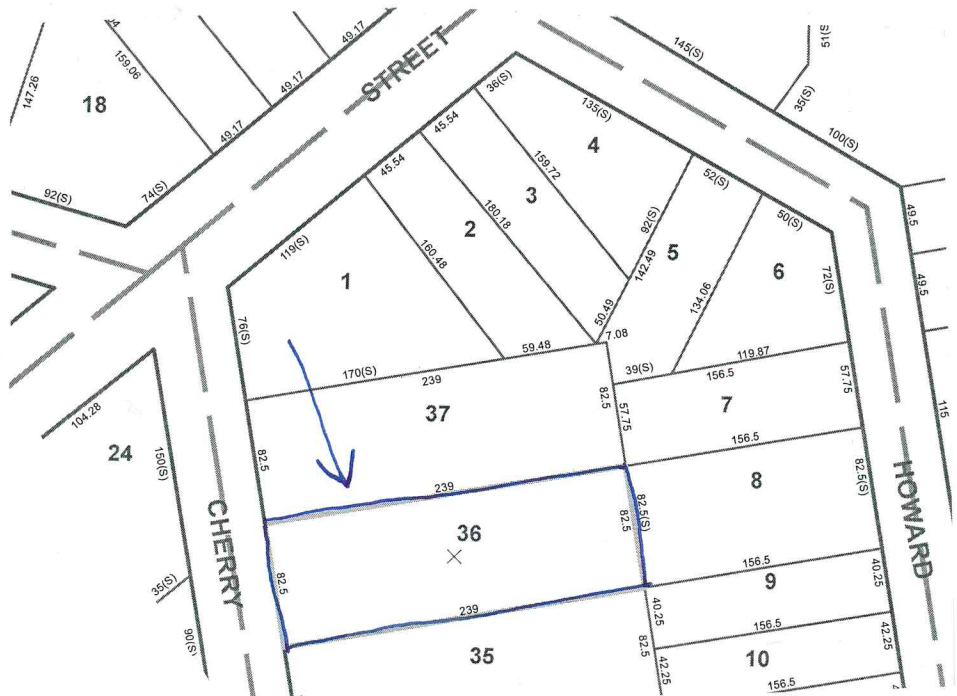 49.17
145(S)
51(S)
159.06
49.17
STREET
147.26
18
49.17
36(S)
35(S)
135(S)
100(S)
45.54
4
49.17
45.54
159.72
52(S)
92(S)
74(S)
3
49.5
180.18
2
92(S)
50(S)
119(S)
160.48
5
142.49
6
72(S)
1
134.06
49.5
50.49
76(S)
7.08
59.48
119.87
170(S)
39(S)
156.5
57.75
239
82.5
7
37
57.75
115
104.28
24
150(S)
82.5
156.5
82.5(S)
239
8
HOWARD
82.5(S)
82.5
36
CHERRY
156.5
82.5
9
40.25
35(S)
239
40.25
156.5
42.25
90(S)
82.5
35
10
42.25
156.5